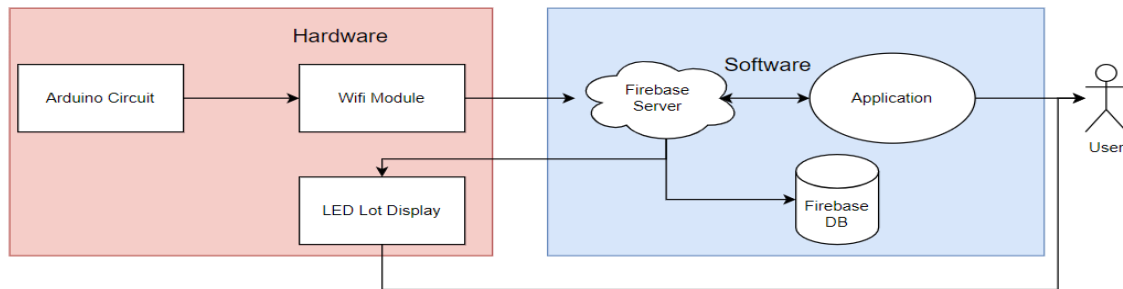 Hardware
Software
Arduino Circuit
Wifi Module
Firebase
Server
Application
User
LED Lot Display
Firebase
DB